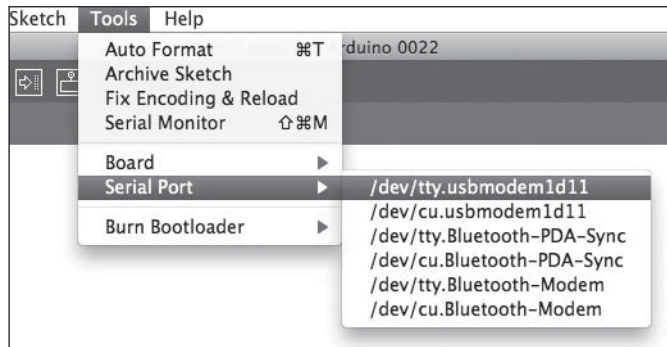 Sketch Tools Help
rduino 0022
Auto Format ⌘T
Archive Sketch
Fix Encoding & Reload
Serial Monitor ⇧⌘M
Board ▶
Serial Port ▶
Burn Bootloader ▶
/dev/tty.usbmodem1d11
/dev/cu.usbmodem1d11
/dev/tty.Bluetooth-PDA-Sync
/dev/cu.Bluetooth-PDA-Sync
/dev/tty.Bluetooth-Modem
/dev/cu.Bluetooth-Modem